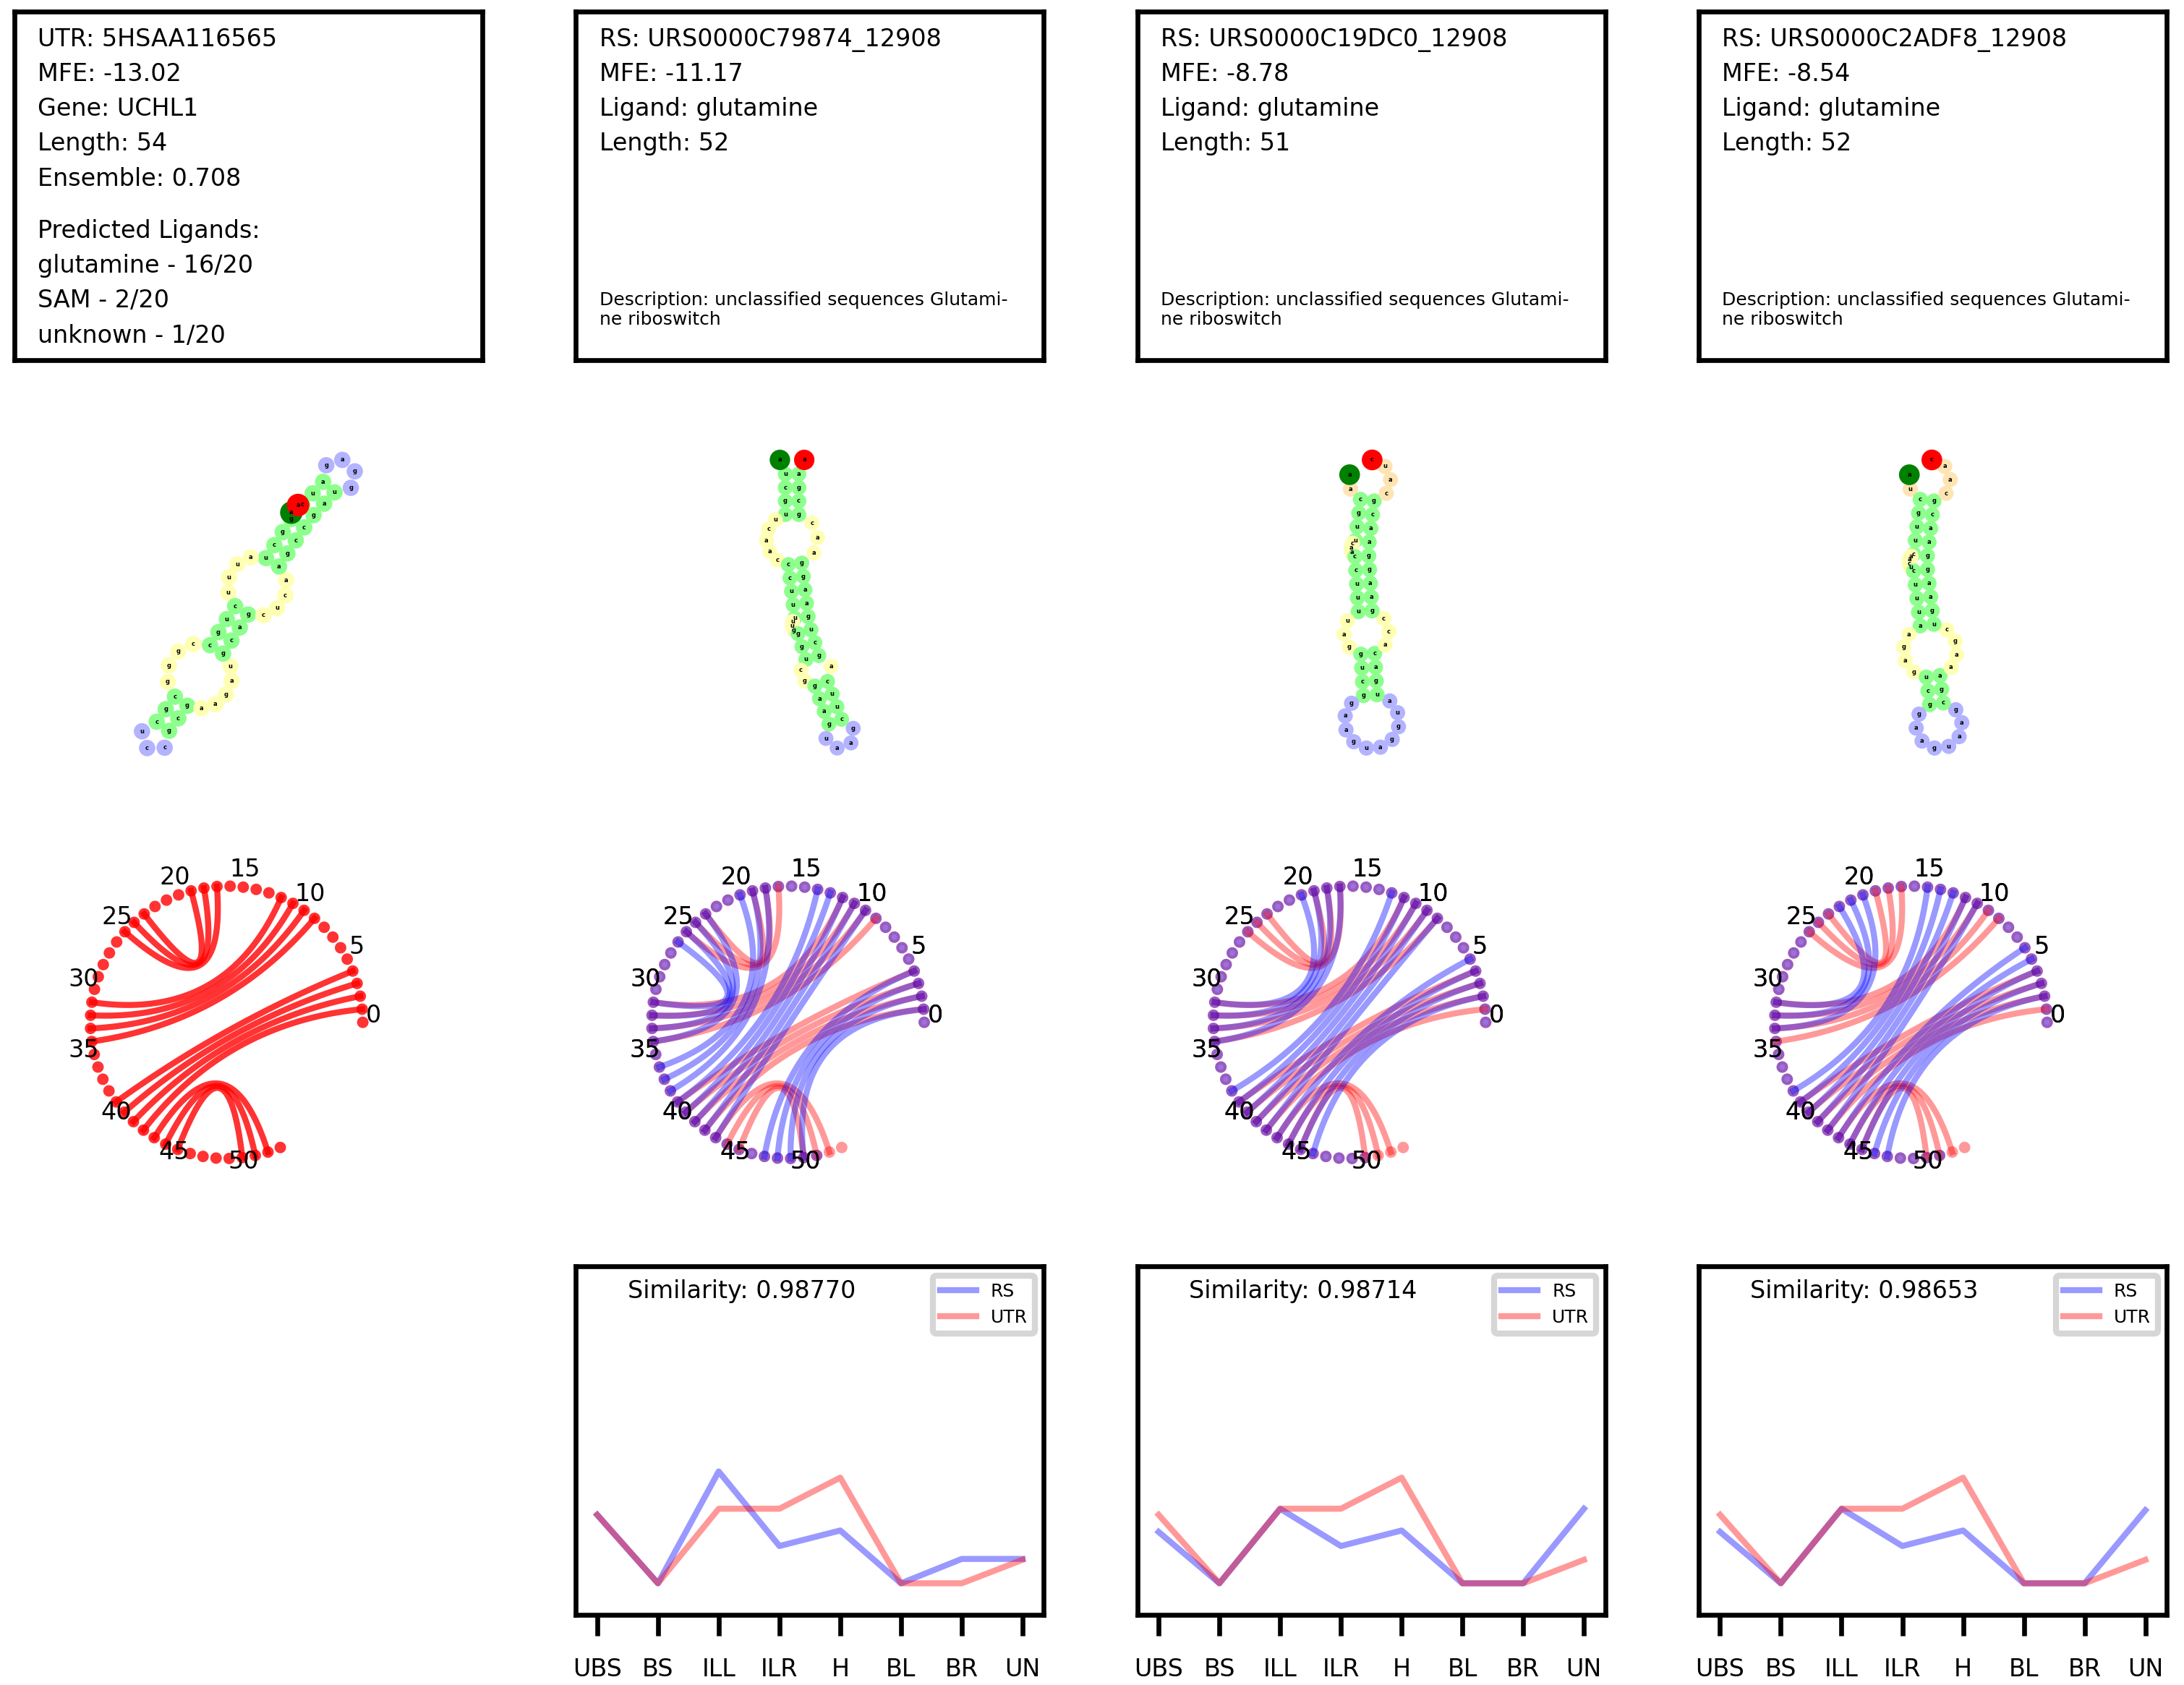 UTR: 5HSAA116565
MFE: -13.02
Gene: UCHL1
Length: 54
Ensemble: 0.708
Predicted Ligands:
glutamine - 16/20
SAM - 2/20
unknown - 1/20
RS: URS0000C79874_12908
MFE: -11.17
Ligand: glutamine
Length: 52
Description: unclassified sequences Glutami-
ne riboswitch
RS: URS0000C19DC0_12908
MFE: -8.78
Ligand: glutamine
Length: 51
Description: unclassified sequences Glutami-
ne riboswitch
RS: URS0000C2ADF8_12908
MFE: -8.54
Ligand: glutamine
Length: 52
Description: unclassified sequences Glutami-
ne riboswitch
0
5
10
15
20
25
30
35
40
45
50
0
5
10
15
20
25
30
35
40
45
50
0
5
10
15
20
25
30
35
40
45
50
0
5
10
15
20
25
30
35
40
45
50
Similarity: 0.98770
RS
UTR
UBS BS ILL ILR H BL BR UN
Similarity: 0.98714
RS
UTR
UBS BS ILL ILR H BL BR UN
Similarity: 0.98653
RS
UTR
UBS BS ILL ILR H BL BR UN